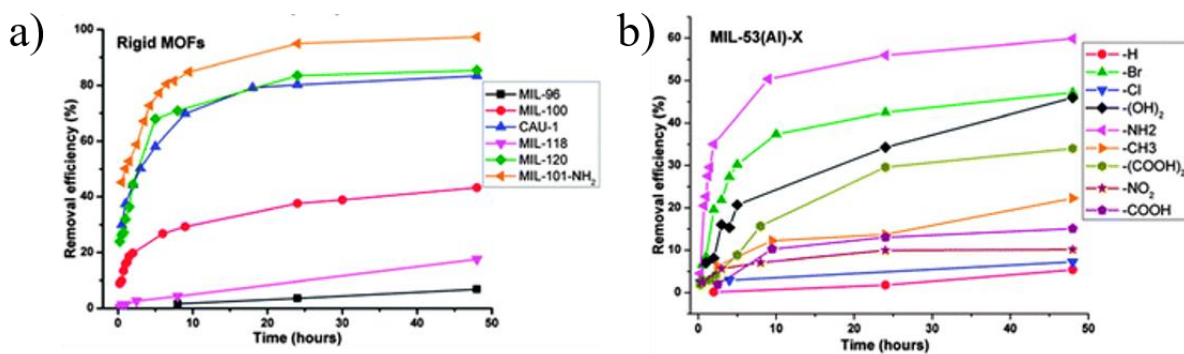 a)
Rigid MOFs
Removal efficiency (%)
100
80
60
40
20
0
MIL-96
MIL-100
CAU-1
MIL-118
MIL-120
MIL-101-NH₂
0
10
20
30
40
50
Time (hours)
b)
MIL-53(Al)-X
Removal efficiency (%)
60
50
40
30
20
10
0
-H
-Br
-Cl
-(OH)₂
-NH2
-CH3
-(COOH)₂
-NO₂
-COOH
0
10
20
30
40
50
Time (hours)